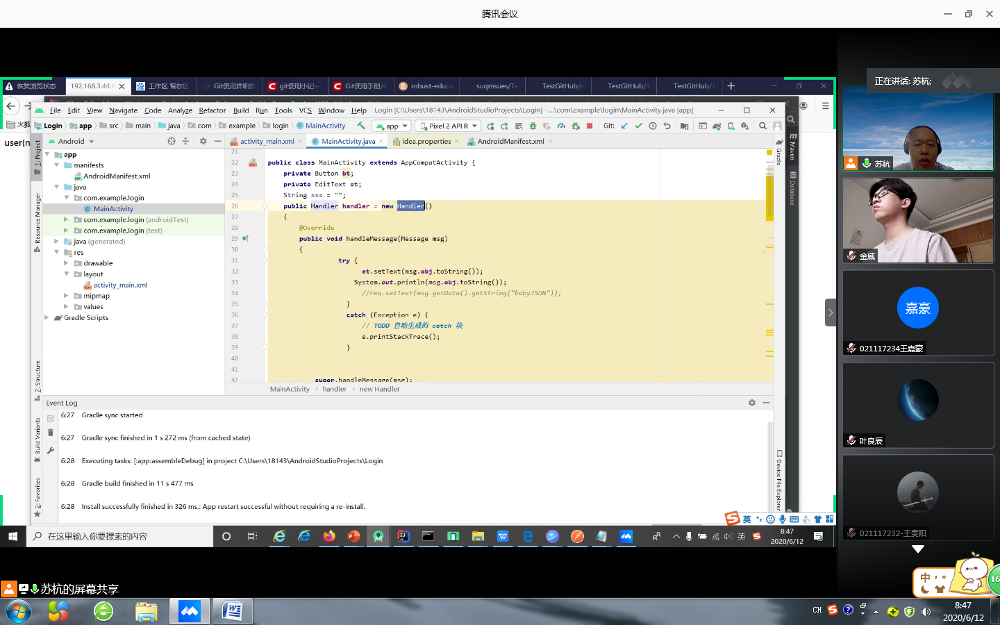 腾讯会议
正在讲话: 苏杭;
恢复浏览状态
192.168.3.44:8
工作区 暂存区
Git使用详细教
git使用小记--
Git使用手册/G
robust-educa
suqmsues/Te
TestGitHub/r
TestGitHub/1
TestGitHub/1
File Edit View Navigate Code Analyze Refactor Build Run Tools VCS Window Help Login [C:\Users\18143\AndroidStudioProjects\Login] - ...\com\example\login\MainActivity.java [app]
火狐
Login app src main java com example login MainActivity app Pixel 2 API R Git:
user(n
Android
activity_main.xml MainActivity.java idea.properties AndroidManifest.xml
1: Project
Resource Manager
Z: Structure
Build Variants
2: Favorites
app
manifests
AndroidManifest.xml
java
com.example.login
MainActivity
com.example.login (androidTest)
com.example.login (test)
java (generated)
res
drawable
layout
activity_main.xml
mipmap
values
Gradle Scripts
21
22 public class MainActivity extends AppCompatActivity {
23 private Button bt;
24 private EditText et;
25 String sss = "";
26 public Handler handler = new Handler()
27 {
28 @Override
29 public void handleMessage(Message msg)
30 {
31 try {
32 et.setText(msg.obj.toString());
33 System.out.println(msg.obj.toString());
34 //req.setText(msg.getData().getString("babyJSON"));
35 }
36 catch (Exception e) {
37 // TODO 自动生成的 catch 块
38 e.printStackTrace();
39 }
40
41
42 super.handleMessage(msg);
MainActivity handler new Handler
Gradle
Maven
Database
Device File Explorer
Event Log
6:27 Gradle sync started
6:27 Gradle sync finished in 1 s 272 ms (from cached state)
6:28 Executing tasks: [:app:assembleDebug] in project C:\Users\18143\AndroidStudioProjects\Login
6:28 Gradle build finished in 11 s 477 ms
6:28 Install successfully finished in 326 ms.: App restart successful without requiring a re-install.
英
在这里输入你要搜索的内容
英
8:47
2020/6/12
苏杭
金威
嘉豪
021117234王嘉豪
叶良辰
021117232-王贵阳
中
16
苏杭的屏幕共享
CH
8:47
2020/6/12